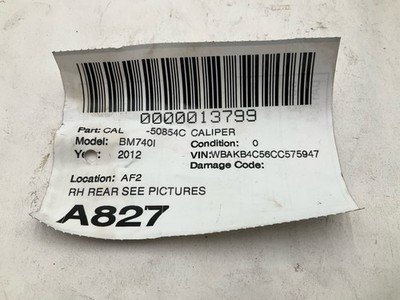 0000013799
Part: CAL -50854C CALIPER
Model: BM740I Condition: 0
Year: 2012 VIN:WBAKB4C56CC575947
Damage Code:
Location: AF2
RH REAR SEE PICTURES
A827